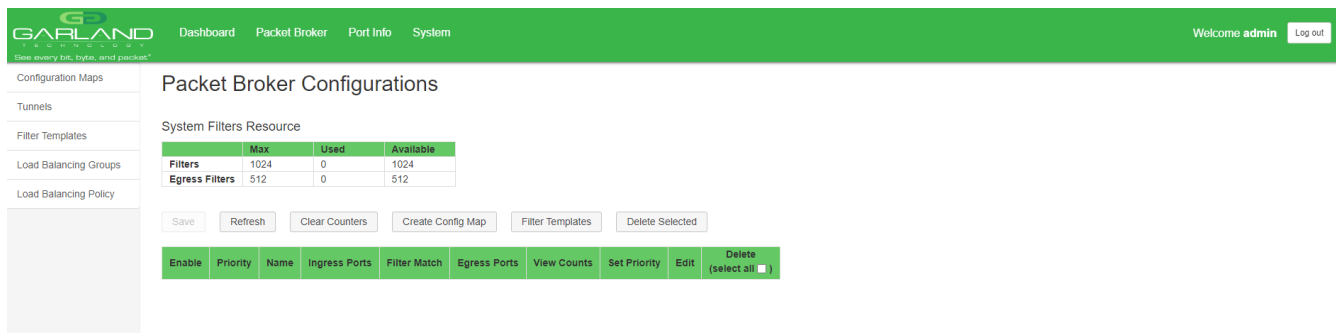 GARLAND
TECHNOLOGY
See every bit, byte, and packet®
Dashboard Packet Broker Port Info System
Welcome admin Log out
Configuration Maps
Tunnels
Filter Templates
Load Balancing Groups
Load Balancing Policy
Packet Broker Configurations
System Filters Resource
Max Used Available
Filters 1024 0 1024
Egress Filters 512 0 512
Save Refresh Clear Counters Create Config Map Filter Templates Delete Selected
Enable Priority Name Ingress Ports Filter Match Egress Ports View Counts Set Priority Edit Delete
(select all )